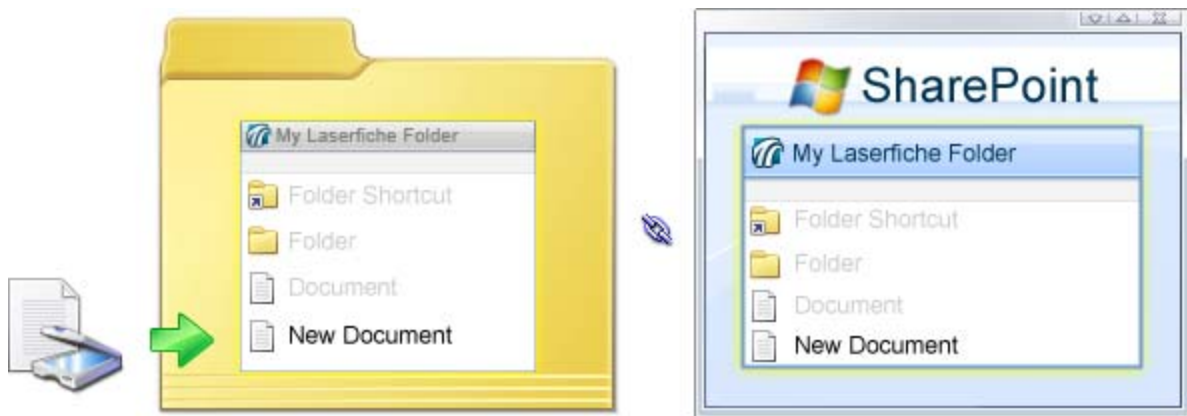 My Laserfiche Folder
Folder Shortcut
Folder
Document
New Document
SharePoint
My Laserfiche Folder
Folder Shortcut
Folder
Document
New Document